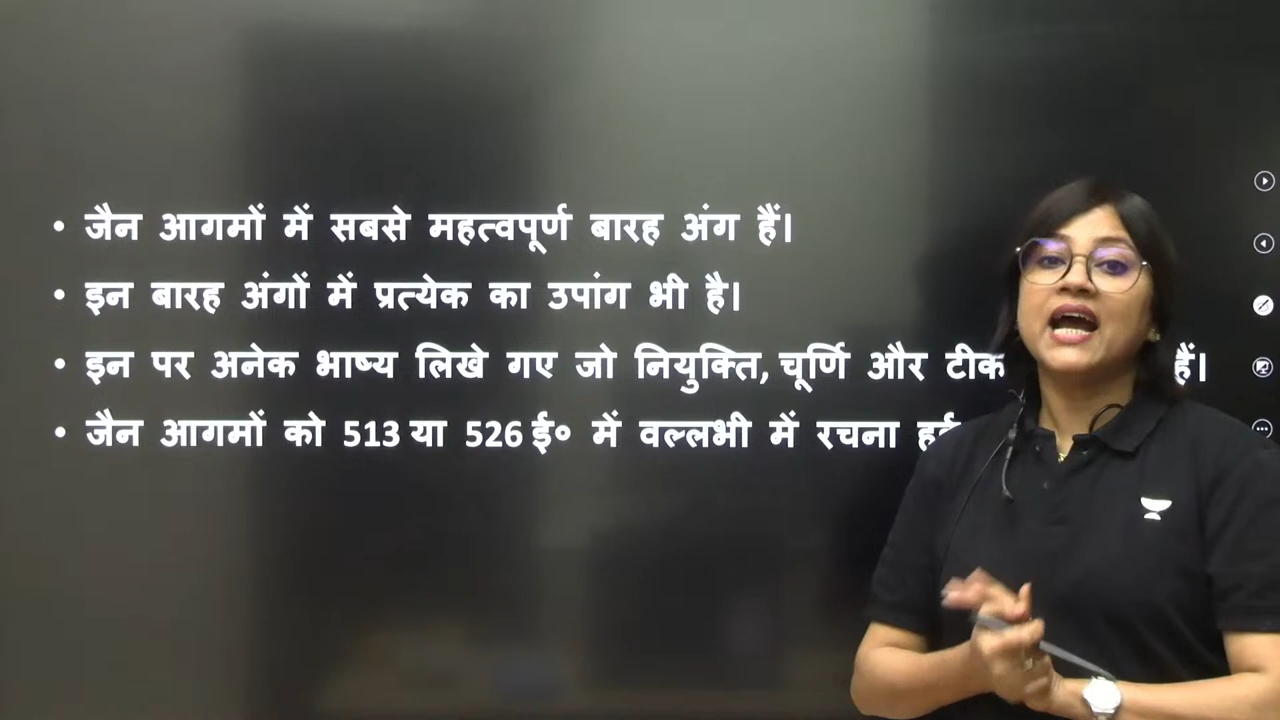 • जैन आगमों में सबसे महत्वपूर्ण बारह अंग हैं।
• इन बारह अंगों में प्रत्येक का उपांग भी है।
• इन पर अनेक भाष्य लिखे गए जो नियुक्ति, चूर्णि और हैं।
• जैन आगमों को 513 या 526 ई० में वल्लभी में रचना